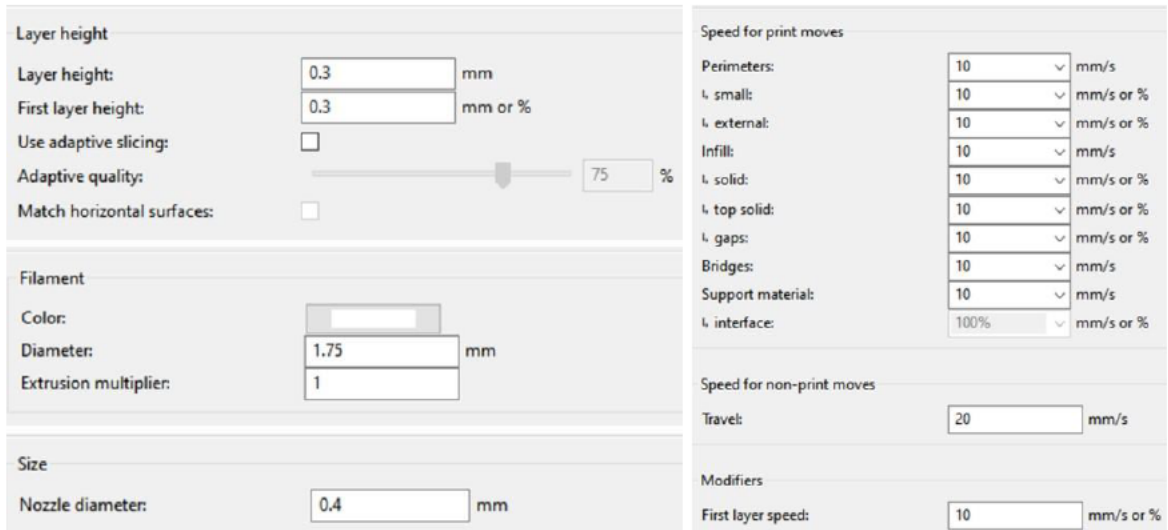 Layer height
Layer height: 0.3 mm
First layer height: 0.3 mm or %
Use adaptive slicing:
Adaptive quality: 75 %
Match horizontal surfaces:
Filament
Color:
Diameter: 1.75 mm
Extrusion multiplier: 1
Size
Nozzle diameter: 0.4 mm
Speed for print moves
Perimeters: 10 mm/s
↳ small: 10 mm/s or %
↳ external: 10 mm/s or %
Infill: 10 mm/s
↳ solid: 10 mm/s or %
↳ top solid: 10 mm/s or %
↳ gaps: 10 mm/s or %
Bridges: 10 mm/s
Support material: 10 mm/s
↳ interface: 100% mm/s or %
Speed for non-print moves
Travel: 20 mm/s
Modifiers
First layer speed: 10 mm/s or %